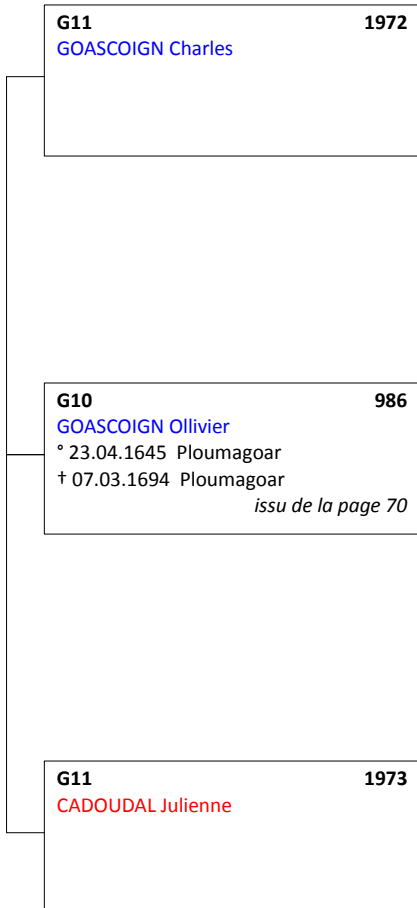 G11 1972
GOASCOIGN Charles
G10 986
GOASCOIGN Ollivier
° 23.04.1645 Ploumagoar
† 07.03.1694 Ploumagoar
issu de la page 70
G11 1973
CADOUDAL Julienne